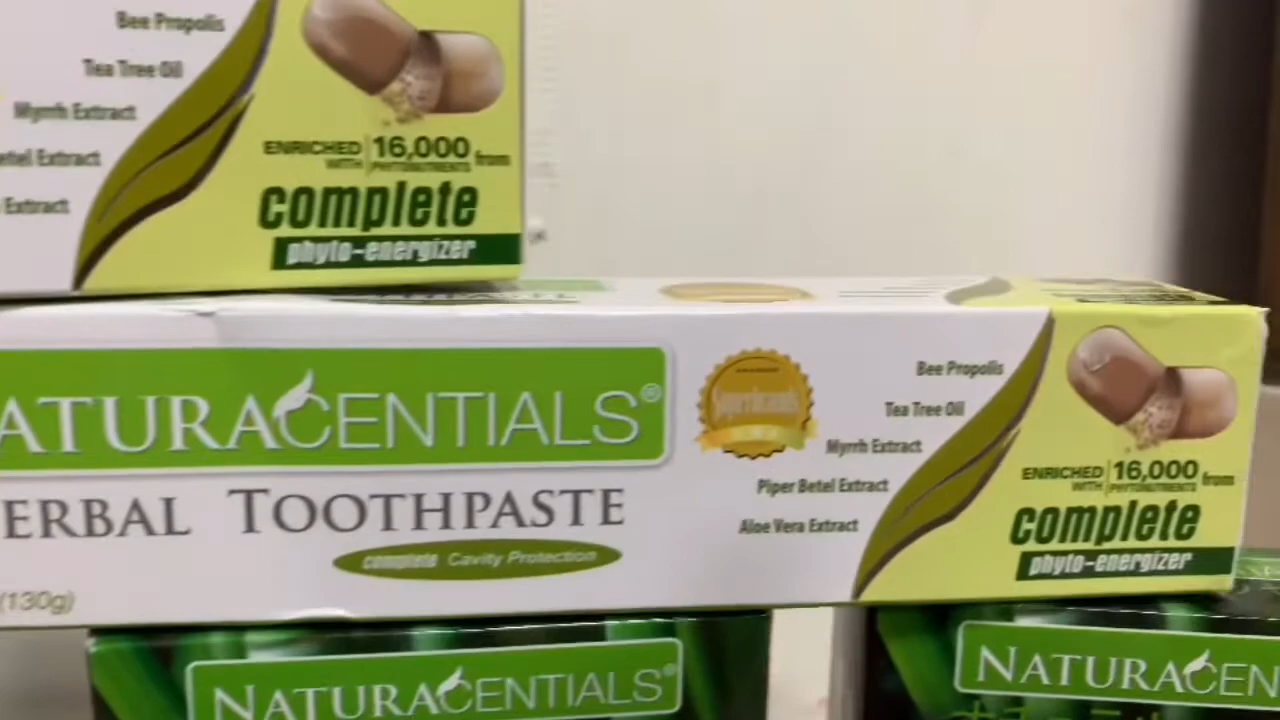 Bee Propolis
Tea Tree Oil
Myrrh Extract
etel Extract
Extract
ENRICHED WITH 16,000 PHYTONUTRIENTS from
complete
phyto-energizer
ATURACENTIALS®
ERBAL TOOTHPASTE
complete Cavity Protection
(130g)
Superbrands
Bee Propolis
Tea Tree Oil
Myrrh Extract
Piper Betel Extract
Aloe Vera Extract
ENRICHED WITH 16,000 PHYTONUTRIENTS from
complete
phyto-energizer
NATURACENTIALS®
NATURACEN